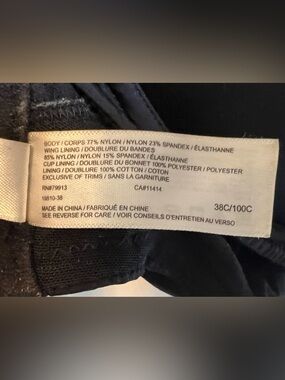 BODY / CORPS 77% NYLON / NYLON 23% SPANDEX / ÉLASTHANNE
WING LINING / DOUBLURE DU BANDES
85% NYLON / NYLON 15% SPANDEX / ÉLASTHANNE
CUP LINING / DOUBLURE DU BONNET 100% POLYESTER / POLYESTER
LINING / DOUBLURE 100% COTTON / COTON
EXCLUSIVE OF TRIMS / SANS LA GARNITURE
RN#79913 CA#11414
18610-38
MADE IN CHINA / FABRIQUÉ EN CHINE 38C/100C
SEE REVERSE FOR CARE / VOIR CONSEILS D'ENTRETIEN AU VERSO